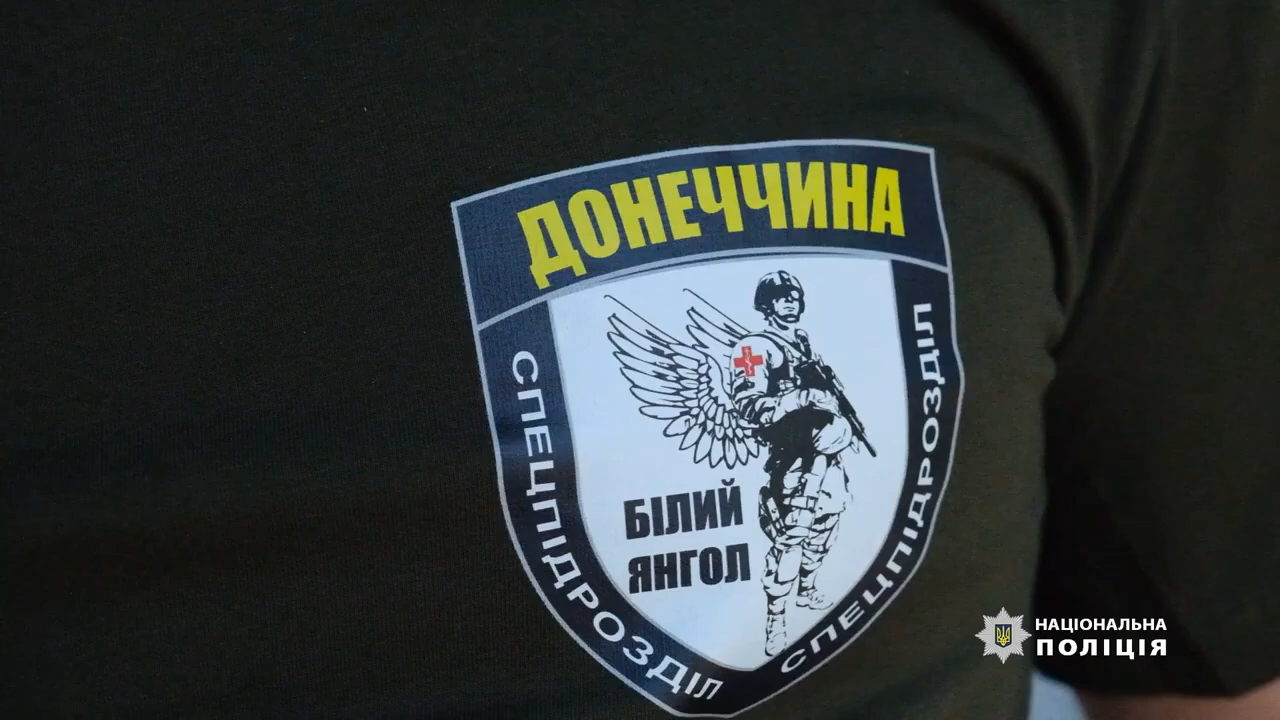 ДОНЕЧЧИНА
СПЕЦПІДРОЗДІЛ
БІЛИЙ
ЯНГОЛ
СПЕЦПІДРОЗДІЛ
НАЦІОНАЛЬНА
ПОЛІЦІЯ